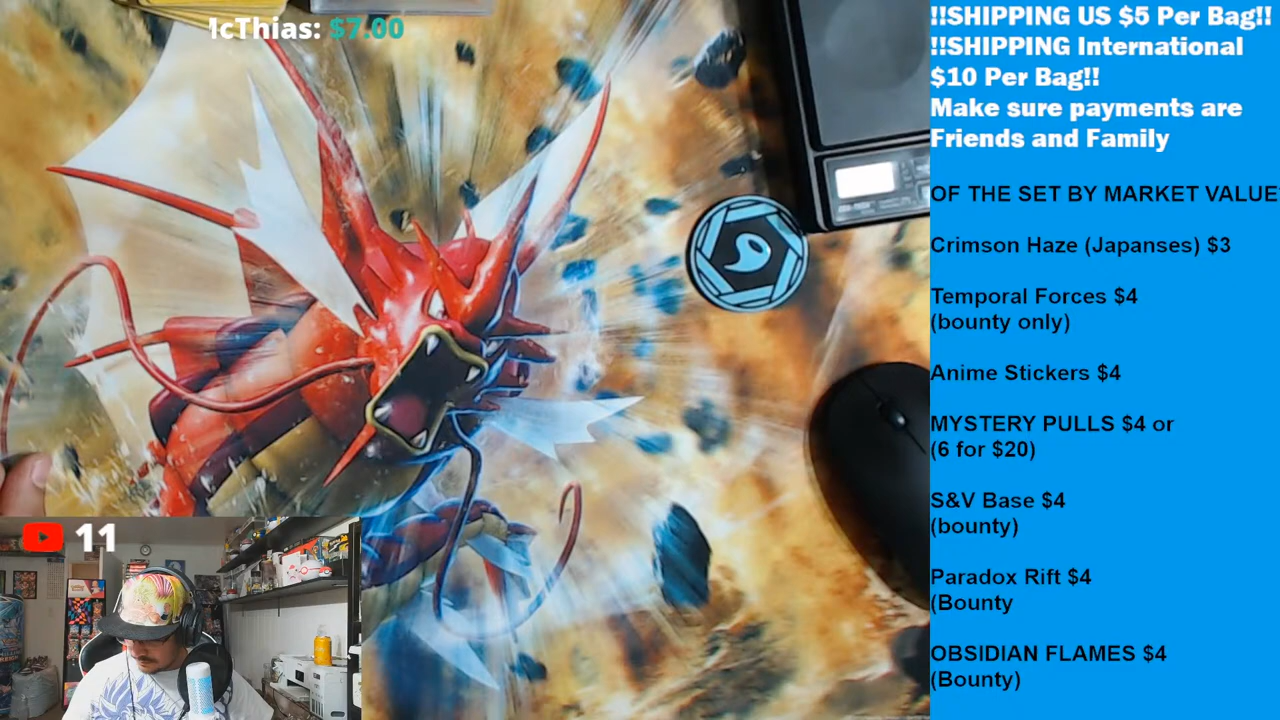 IcThias: $7.00
!!SHIPPING US $5 Per Bag!!
!!SHIPPING International
$10 Per Bag!!
Make sure payments are
Friends and Family
OF THE SET BY MARKET VALUE
Crimson Haze (Japanses) $3
Temporal Forces $4
(bounty only)
Anime Stickers $4
MYSTERY PULLS $4 or
(6 for $20)
S&V Base $4
(bounty)
Paradox Rift $4
(Bounty
OBSIDIAN FLAMES $4
(Bounty)
11